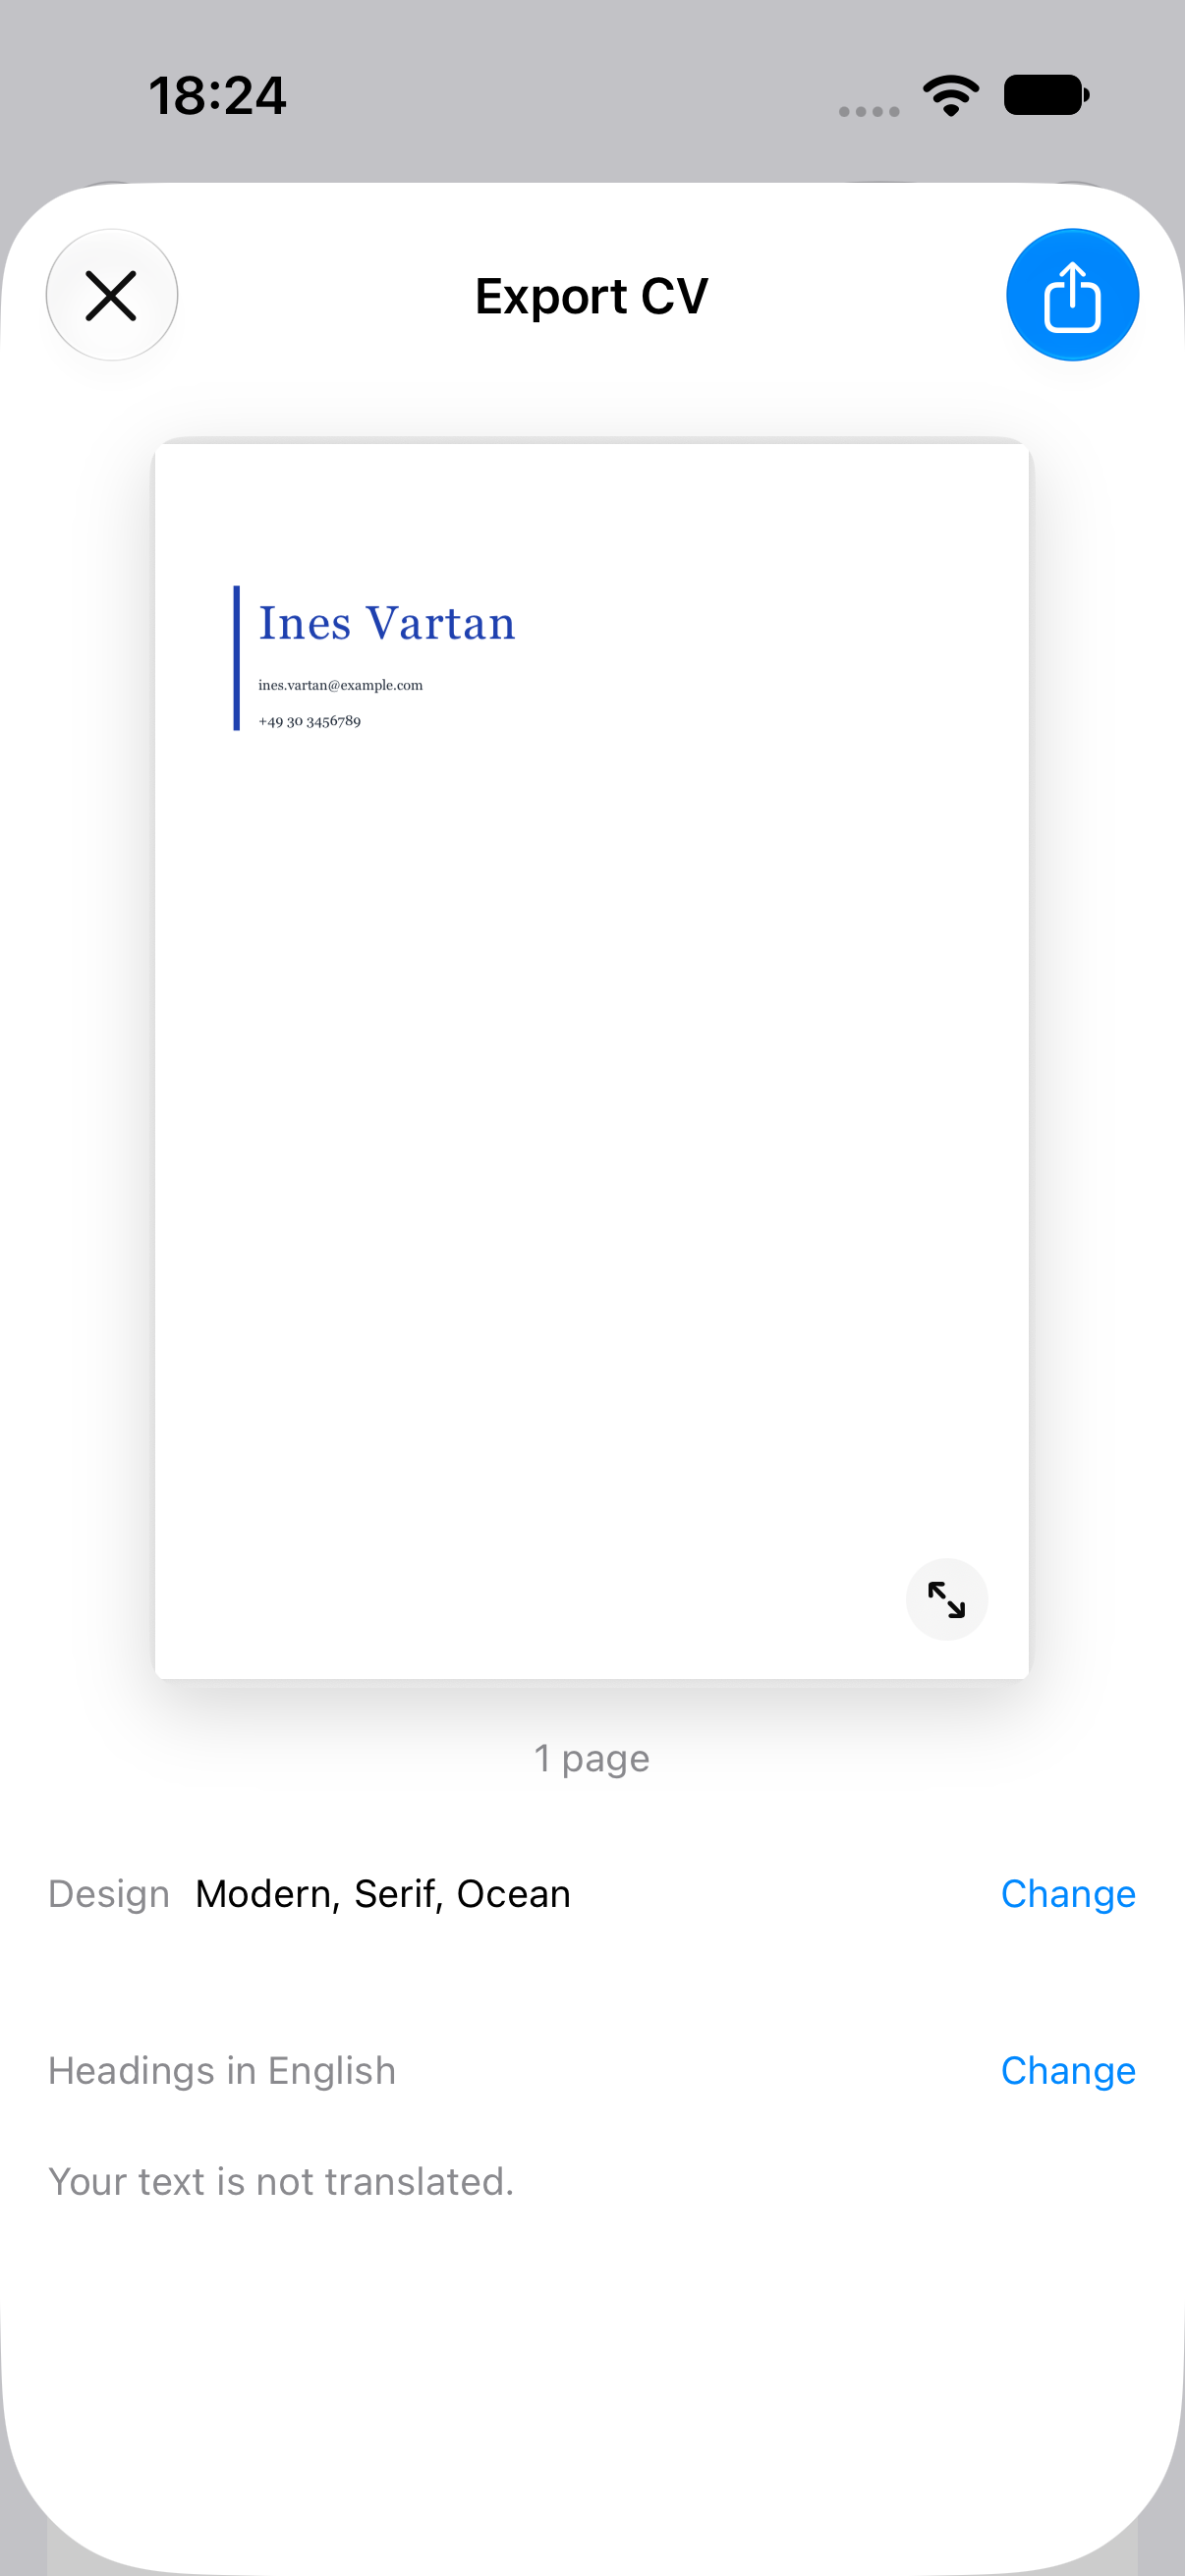 18:24
Export CV
Ines Vartan
ines.vartan@example.com
+49 30 3456789
1 page
Design Modern, Serif, Ocean Change
Headings in English Change
Your text is not translated.